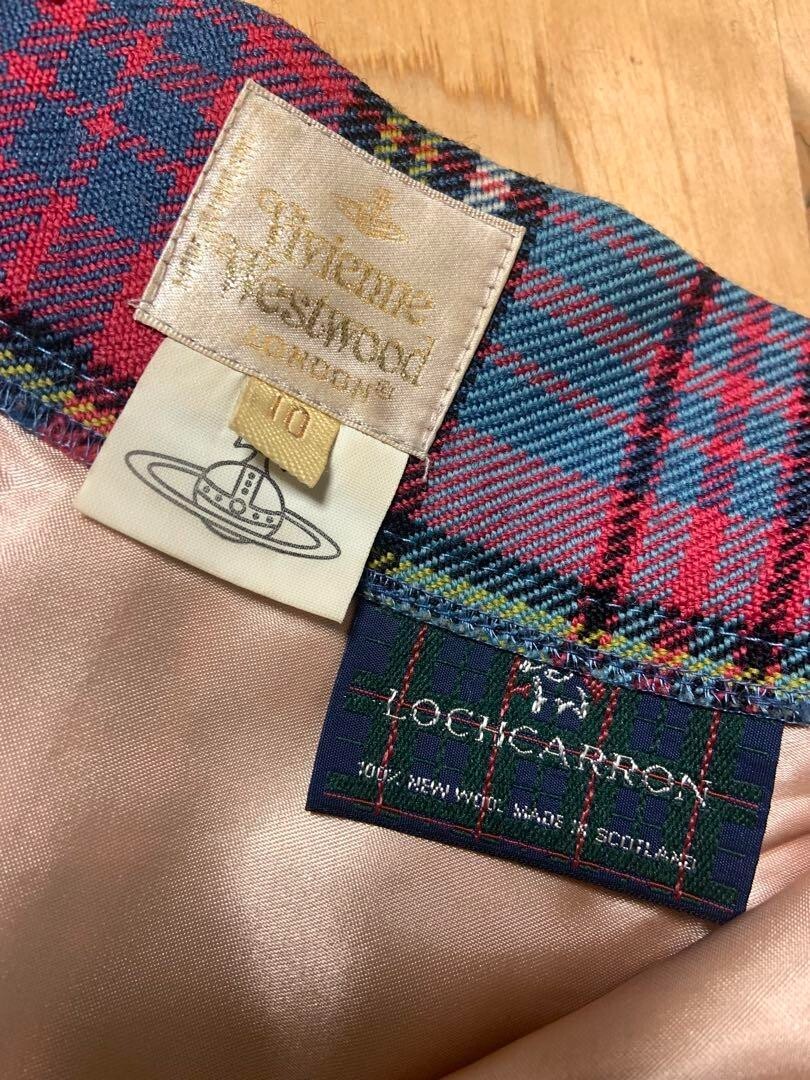 Vivienne
Westwood
LONDON
10
LOCHCARRON
100% NEW WOOL MADE IN SCOTLAND